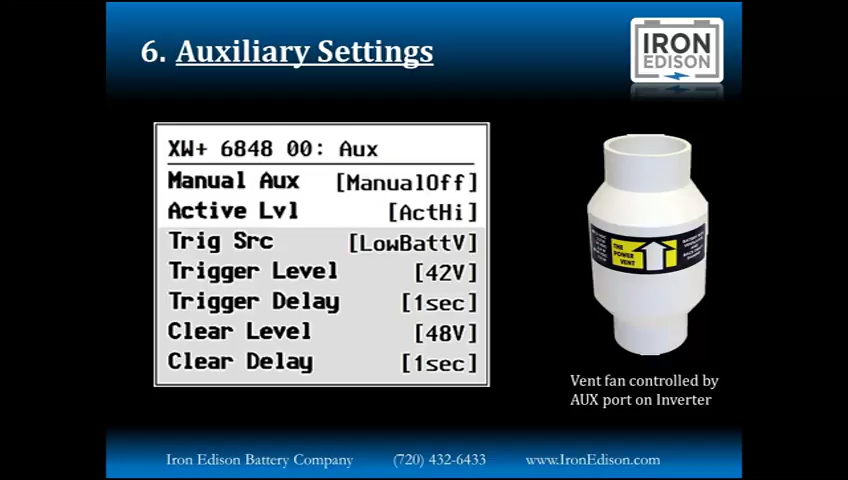 6. Auxiliary Settings
IRON
EDISON
XW+ 6848 00: Aux
Manual Aux [ManualOff]
Active Lvl [ActHi]
Trig Src [LowBattV]
Trigger Level [42V]
Trigger Delay [1sec]
Clear Level [48V]
Clear Delay [1sec]
THE
POWER
VENT
Vent fan controlled by
AUX port on Inverter
Iron Edison Battery Company (720) 432-6433 www.IronEdison.com